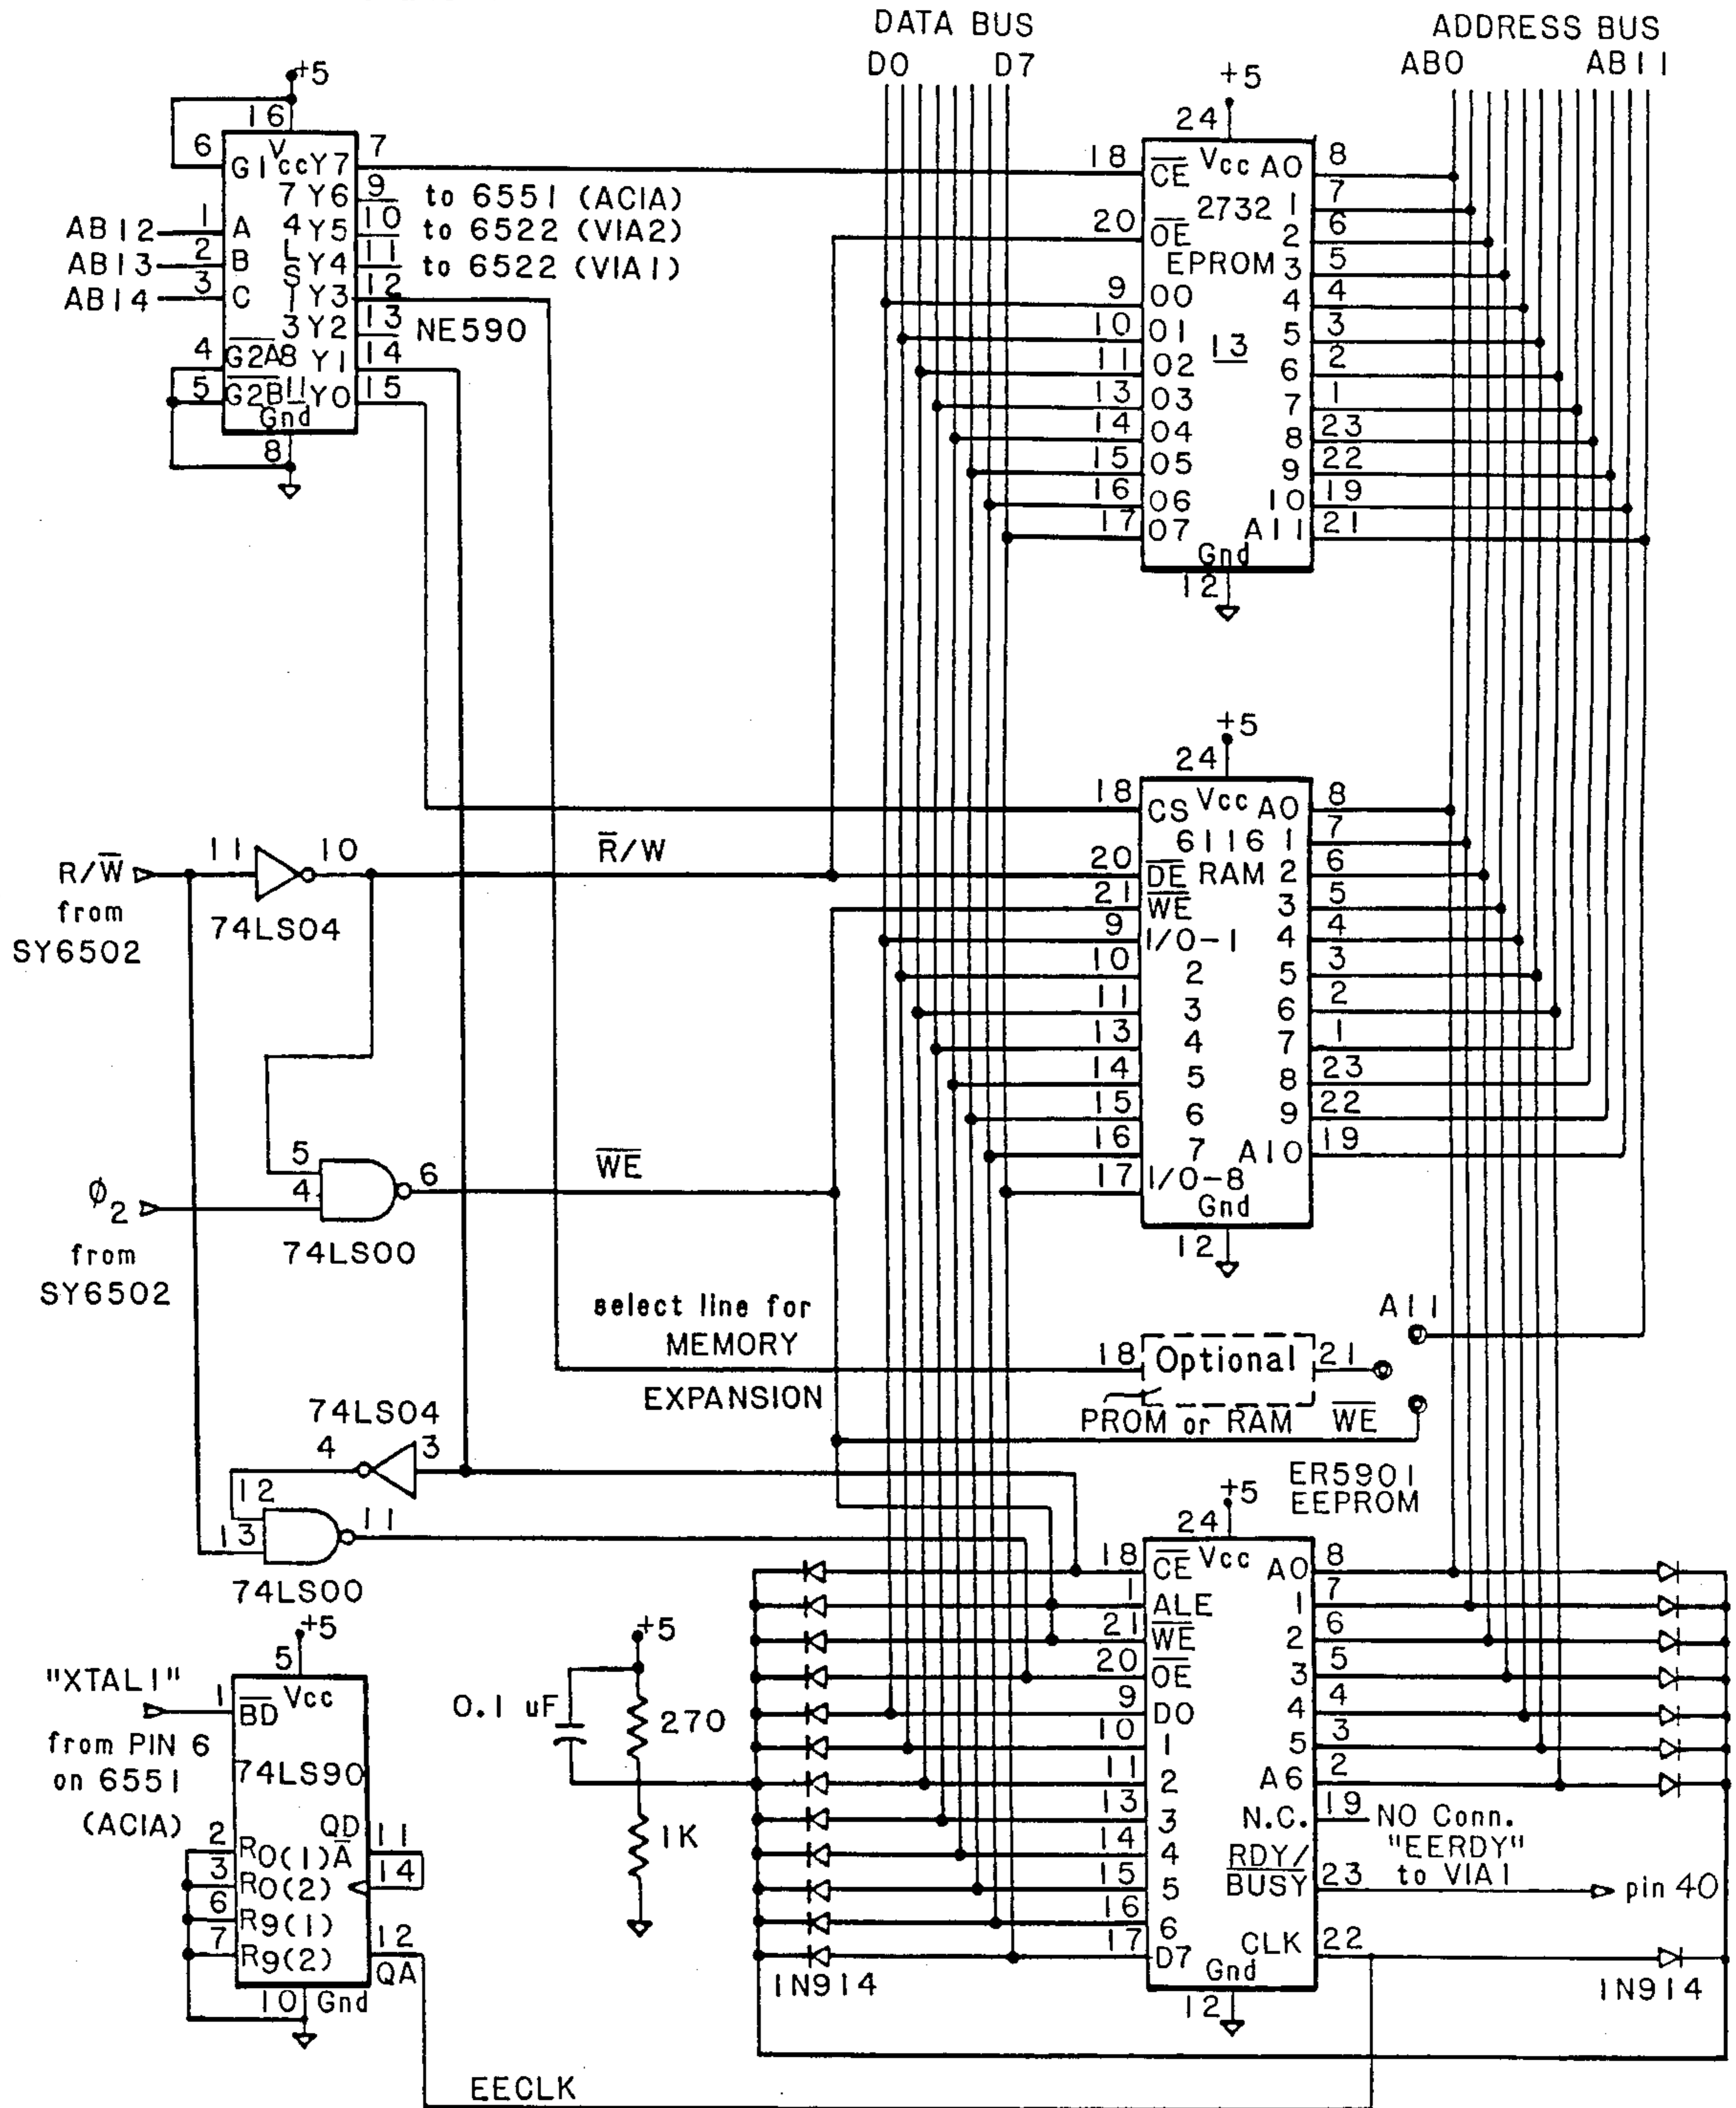 DATA BUS
D0 D7
ADDRESS BUS
AB0 AB11
+5
16
6 G1 Vcc Y7 7
7 Y6 9 to 6551 (ACIA)
AB12 1 A 4 Y5 10 to 6522 (VIA2)
AB13 2 B L Y4 11 to 6522 (VIA1)
AB14 3 C S Y3 12
1
3 Y2 13 NE590
4 G2A 8 Y1 14
5 G2B 11 Y0 15
Gnd
8
+5
24
18 CE Vcc A0 8
2732 1 7
20 OE 2 6
EPROM 3 5
9 O0 4 4
10 O1 5 3
11 O2 13 6 2
13 O3 7 1
14 O4 8 23
15 O5 9 22
16 O6 10 19
17 O7 A11 21
Gnd
12
+5
24
18 CS Vcc A0 8
6116 1 7
20 DE RAM 2 6
21 WE 3 5
9 I/O-1 4 4
10 2 5 3
11 3 6 2
13 4 7 1
14 5 8 23
15 6 9 22
16 7 A10 19
17 I/O-8
Gnd
12
R/W̅ 11 10 R̅/W
from
SY6502
74LS04
5
4 6 WE
Ø2
from
SY6502
74LS00
select line for
MEMORY
EXPANSION
A11
18 Optional 21
PROM or RAM WE
74LS04
4 3
12
13 11
74LS00
ER5901
EEPROM
+5
24
18 CE Vcc A0 8
1 ALE 1 7
21 WE 2 6
20 OE 3 5
9 D0 4 4
10 1 5 3
11 2 A6 2
13 3 N.C. 19 NO Conn.
14 4 RDY/ "EERDY"
15 5 BUSY 23 to VIA1 pin 40
16 6
17 D7 CLK 22
Gnd
12
1N914
1N914
+5
0.1 uF
270
1K
+5
5
"XTAL1" 1 BD Vcc
from PIN 6
on 6551
(ACIA)
74LS90
QD 11
2 R0(1) A̅ 14
3 R0(2)
6 R9(1)
7 R9(2) 12
QA
10 Gnd
EECLK